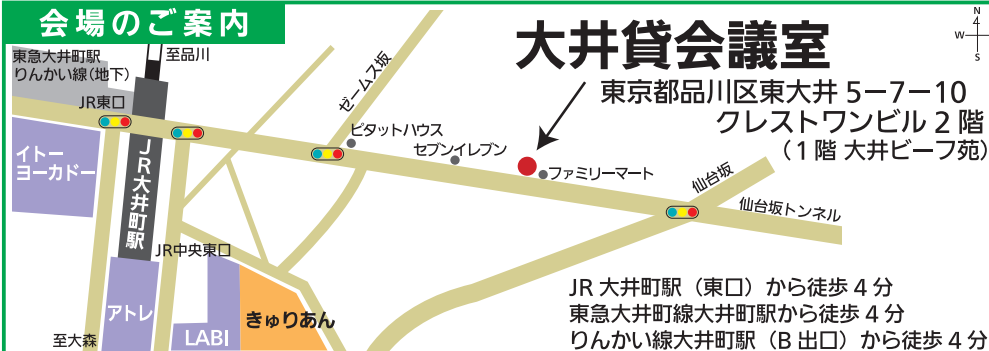 会場のご案内
N
W
S
東急大井町駅
りんかい線(地下)
至品川
JR東口
ゼームス坂
大井貸会議室
東京都品川区東大井 5−7−10
クレストワンビル 2 階
(1階 大井ビーフ苑)
ピタットハウス
セブンイレブン
ファミリーマート
イトー
ヨーカドー
JR大井町駅
仙台坂
仙台坂トンネル
JR中央東口
アトレ
LABI
きゅりあん
至大森
JR 大井町駅（東口）から徒歩 4 分
東急大井町線大井町駅から徒歩 4 分
りんかい線大井町駅（B 出口）から徒歩 4 分